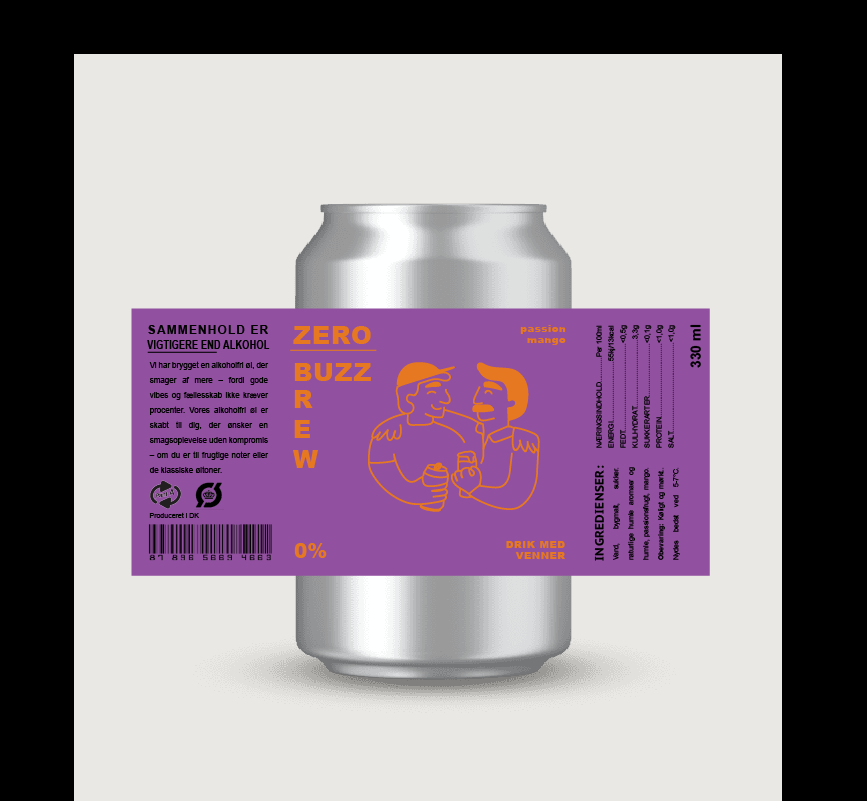 SAMMENHOLD ER
VIGTIGERE END ALKOHOL
Vi har brygget en alkoholfri øl, der
smager af mere – fordi gode
vibes og fællesskab ikke kræver
procenter. Vores alkoholfri øl er
skabt til dig, der ønsker en
smagsoplevelse uden kompromis
– om du er til frugtige noter eller
de klassiske øltoner.
Produceret i DK
87 896 5669 4663
ZERO
BUZZ
R
E
W
0%
passion
mango
DRIK MED
VENNER
NÆRINGSINDHOLD Per 100ml
ENERGI 55kj/13kcal
FEDT <0,5g
KULHYDRAT 3,3g
SUKKERARTER <0,1g
PROTEIN <1,0g
SALT <1,0g
330 ml
INGREDIENSER:
Vand, bygmalt, sukker,
naturlige humle aromaer og
humle, passionsfrugt, mango.
Obevaring: Køligt og mørkt.
Nydes bedst ved 5-7°C.